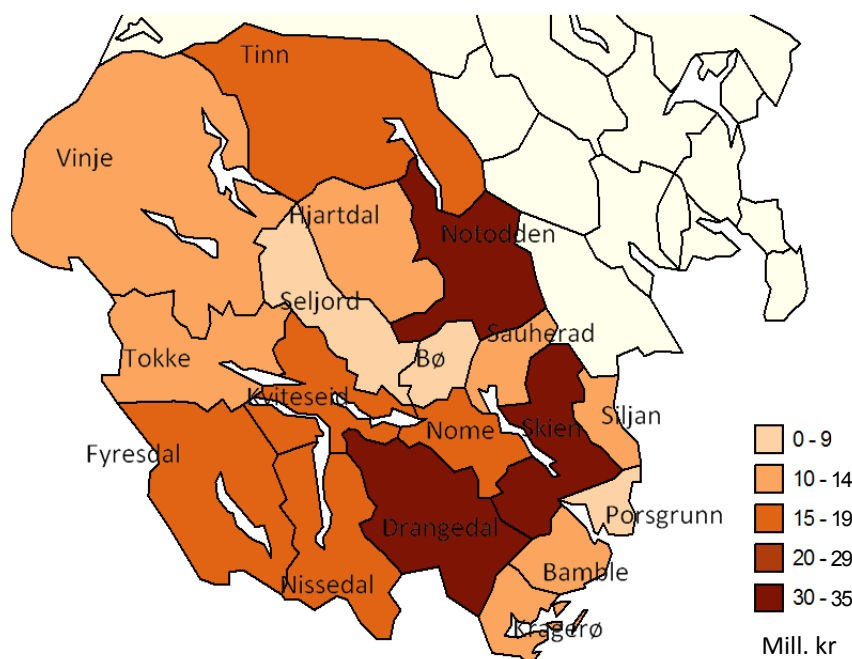 Tinn
Vinje
Hjartdal
Notodden
Seljord
Sauherad
Tokke
Bø
Kviteseid
Siljan
Nome
Skien
Fyresdal
0 - 9
10 - 14
Porsgrunn
15 - 19
Drangedal
20 - 29
Bamble
Nissedal
30 - 35
Kragerø
Mill. kr